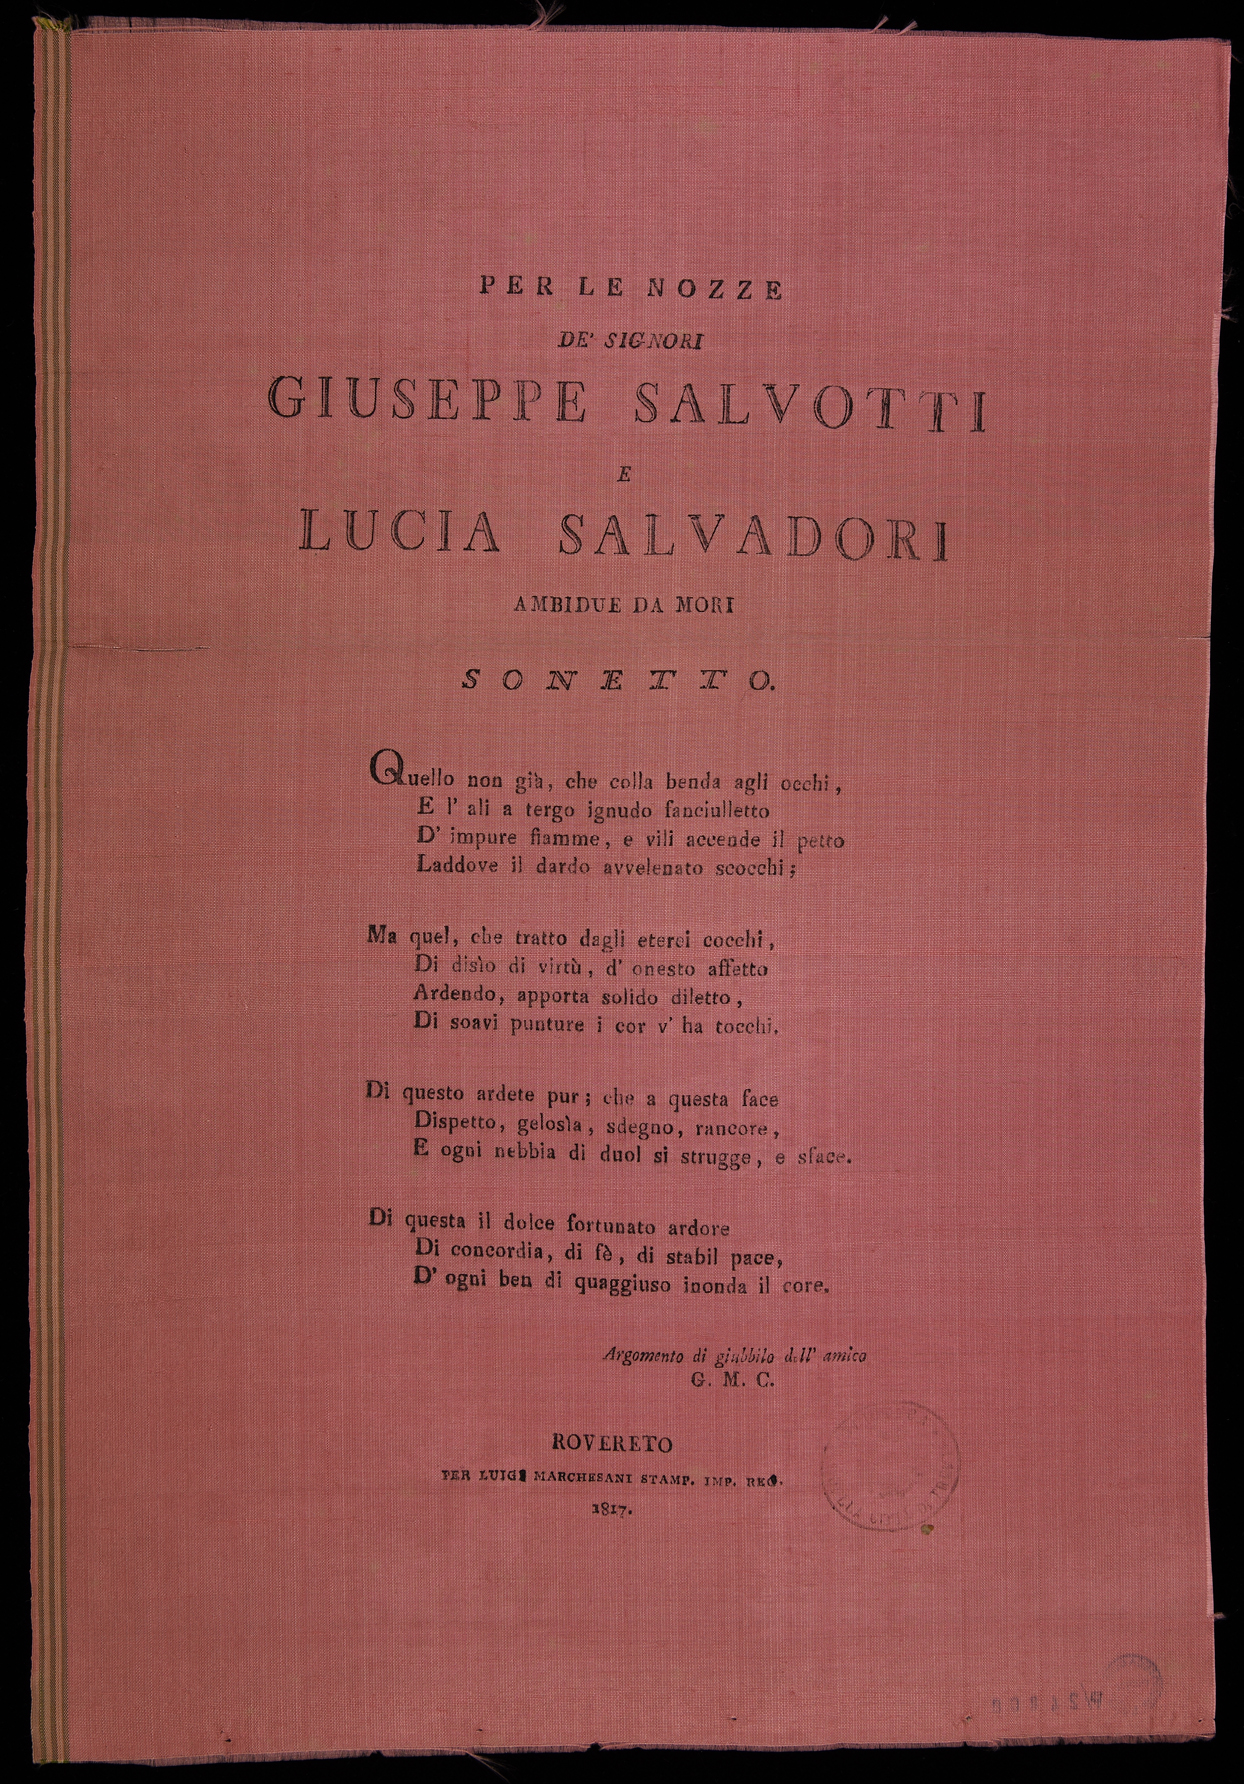 PER LE NOZZE
DE' SIGNORI
GIUSEPPE SALVOTTI
E
LUCIA SALVADORI
AMBIDUE DA MORI
SONETTO.
Quello non già, che colla benda agli occhi,
E l' ali a tergo ignudo fanciulletto
D' impure fiamme, e vili accende il petto
Laddove il dardo avvelenato scocchi;
Ma quel, che tratto dagli eterei cocchi,
Di disìo di virtù, d' onesto affetto
Ardendo, apporta solido diletto,
Di soavi punture i cor v' ha tocchi.
Di questo ardete pur; che a questa face
Dispetto, gelosìa, sdegno, rancore,
E ogni nebbia di duol si strugge, e sface.
Di questa il dolce fortunato ardore
Di concordia, di fè, di stabil pace,
D' ogni ben di quaggiuso inonda il core.
Argomento di giubbilo dell' amico
G. M. C.
ROVERETO
PER LUIGI MARCHESANI STAMP. IMP. REG.
1817.